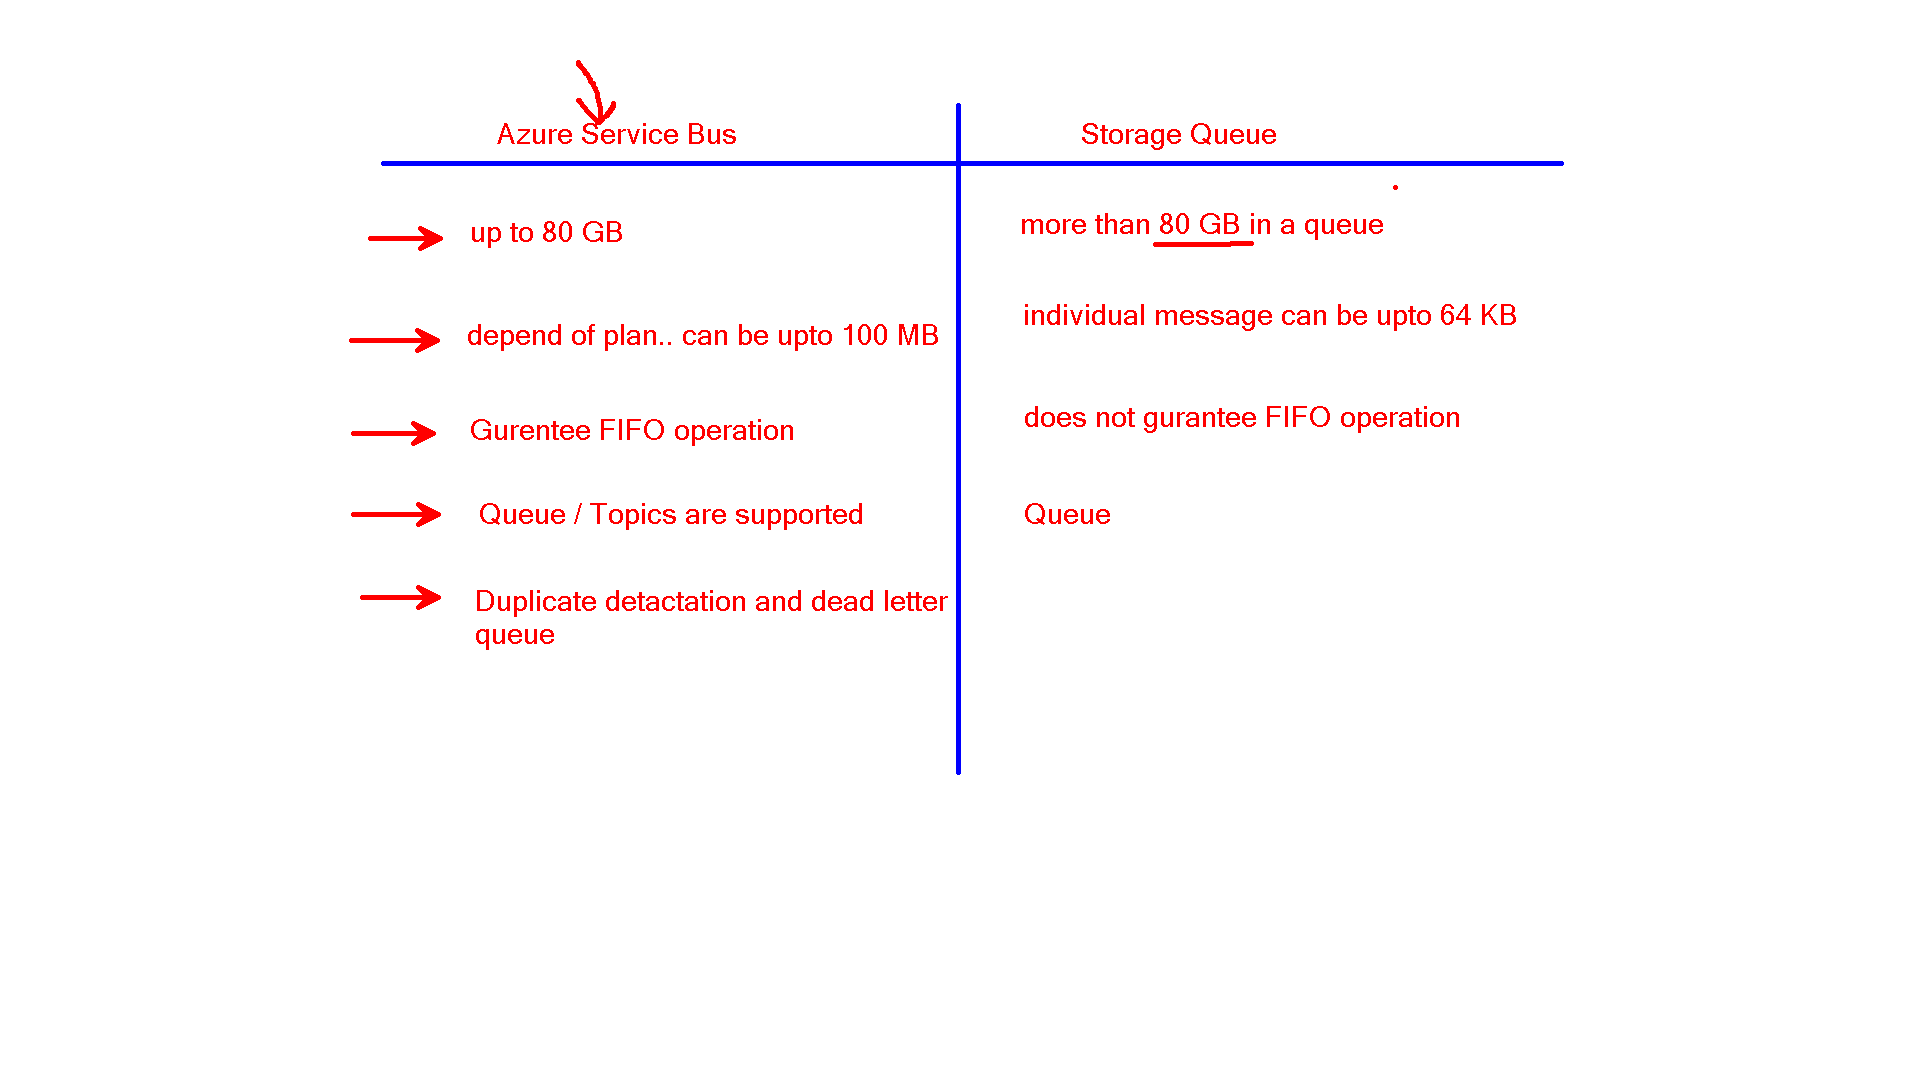 Azure Service Bus
Storage Queue
up to 80 GB
more than 80 GB in a queue
depend of plan.. can be upto 100 MB
individual message can be upto 64 KB
Gurentee FIFO operation
does not gurantee FIFO operation
Queue / Topics are supported
Queue
Duplicate detactation and dead letter
queue